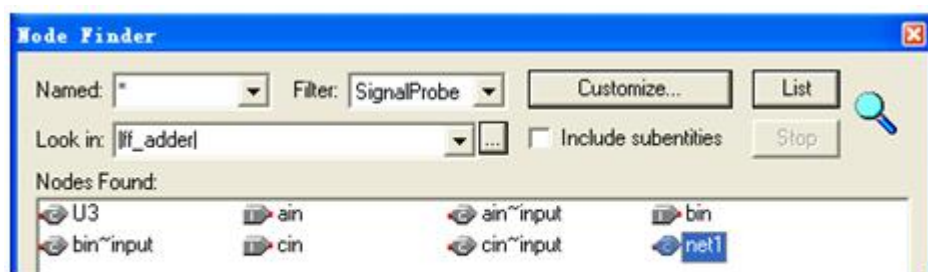 Node Finder
Named: * Filter: SignalProbe Customize... List
Look in: |f_adder| ... Include subentities Stop
Nodes Found:
U3 ain ain~input bin
bin~input cin cin~input net1